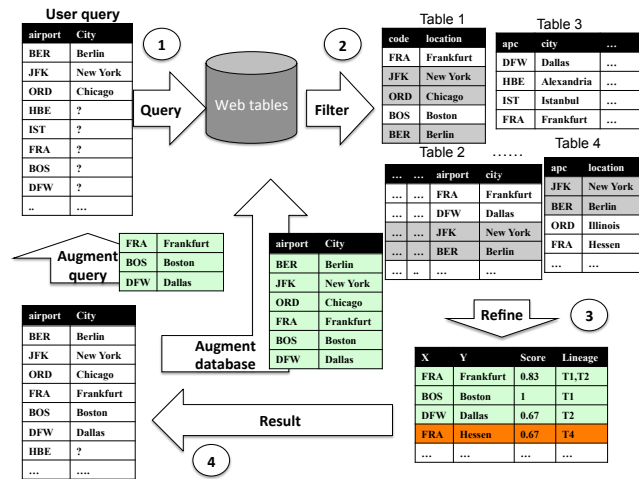 User query
airport City
BER Berlin
JFK New York
ORD Chicago
HBE ?
IST ?
FRA ?
BOS ?
DFW ?
.. ...
1
Query
Web tables
2
Filter
Table 1
code location
FRA Frankfurt
JFK New York
ORD Chicago
BOS Boston
BER Berlin
Table 3
apc city ...
DFW Dallas ...
HBE Alexandria ...
IST Istanbul ...
FRA Frankfurt ...
Table 2 ......
... ... airport city
... ... FRA Frankfurt
... ... DFW Dallas
... ... JFK New York
... ... BER Berlin
... .. ... ...
Table 4
apc location
JFK New York
BER Berlin
ORD Illinois
FRA Hessen
... ...
Augment
query
FRA Frankfurt
BOS Boston
DFW Dallas
airport City
BER Berlin
JFK New York
ORD Chicago
FRA Frankfurt
BOS Boston
DFW Dallas
Augment
database
Refine
3
X Y Score Lineage
FRA Frankfurt 0.83 T1,T2
BOS Boston 1 T1
DFW Dallas 0.67 T2
FRA Hessen 0.67 T4
... ... ... ...
Result
4
airport City
BER Berlin
JFK New York
ORD Chicago
FRA Frankfurt
BOS Boston
DFW Dallas
HBE ?
... ....